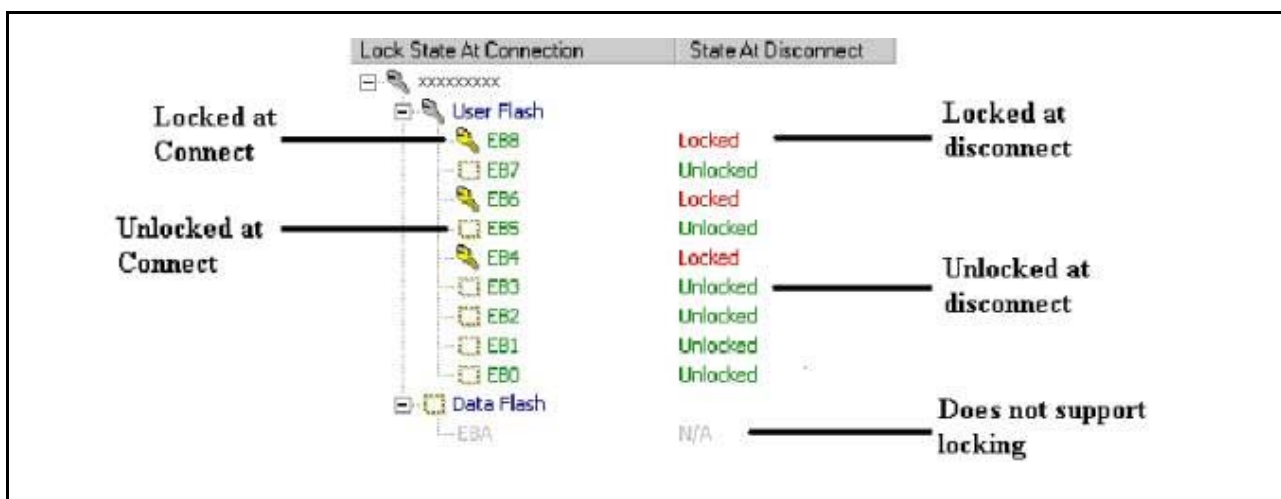 Lock State At Connection State At Disconnect
xxxxxxxxx
User Flash
Locked at
Connect
EB8 Locked
Locked at
disconnect
EB7 Unlocked
EB6 Locked
Unlocked at
Connect
EB5 Unlocked
EB4 Locked
EB3 Unlocked
Unlocked at
disconnect
EB2 Unlocked
EB1 Unlocked
EB0 Unlocked
Data Flash
EBA N/A
Does not support
locking